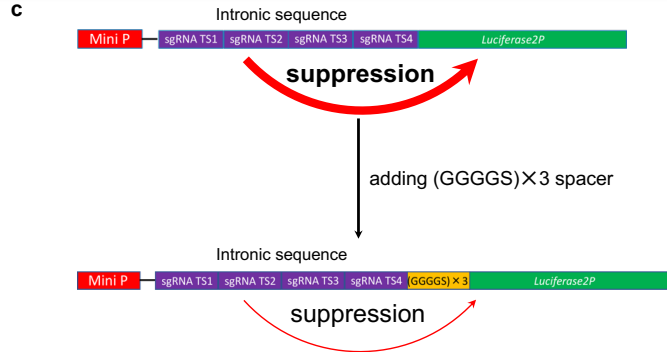 c
Intronic sequence
Mini P sgRNA TS1 sgRNA TS2 sgRNA TS3 sgRNA TS4 Luciferase2P
suppression
adding (GGGGS)×3 spacer
Intronic sequence
Mini P sgRNA TS1 sgRNA TS2 sgRNA TS3 sgRNA TS4 (GGGGS) × 3 Luciferase2P
suppression